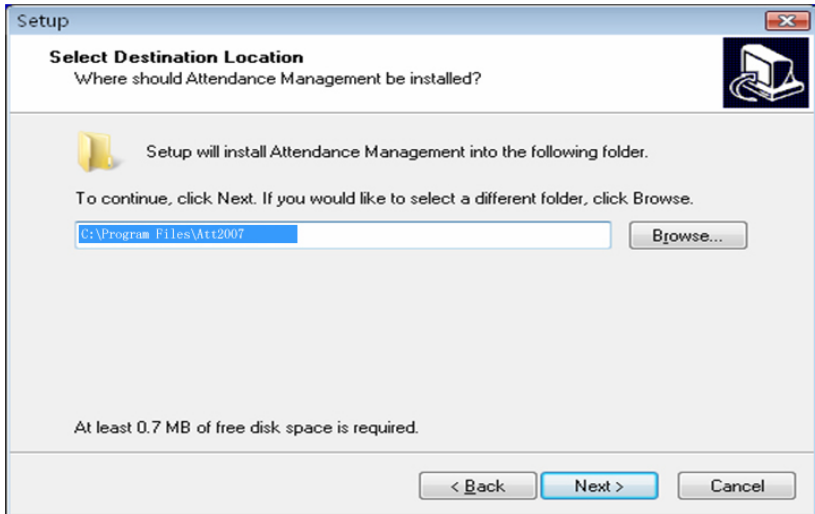 Setup
Select Destination Location
Where should Attendance Management be installed?
Setup will install Attendance Management into the following folder.
To continue, click Next. If you would like to select a different folder, click Browse.
C:\Program Files\Att2007
Browse...
At least 0.7 MB of free disk space is required.
< Back
Next >
Cancel